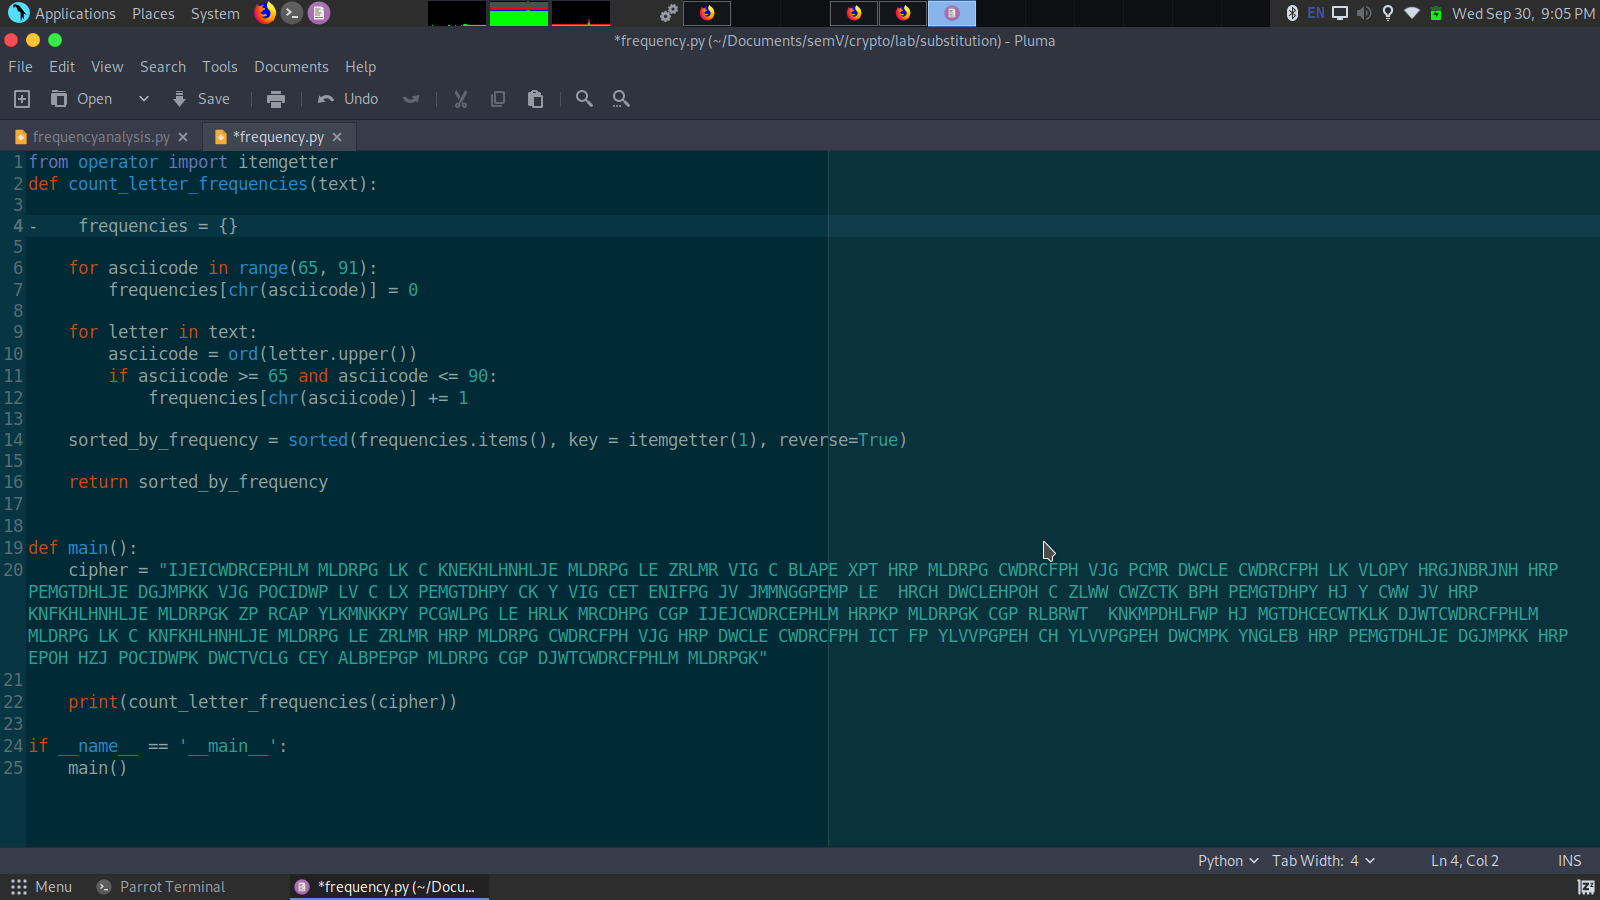 Applications Places System
EN Wed Sep 30, 9:05 PM
*frequency.py (~/Documents/semV/crypto/lab/substitution) - Pluma
File Edit View Search Tools Documents Help
Open Save Undo
frequencyanalysis.py *frequency.py
1 from operator import itemgetter
2 def count_letter_frequencies(text):
3
4 -    frequencies = {}
5
6     for asciicode in range(65, 91):
7         frequencies[chr(asciicode)] = 0
8
9     for letter in text:
10         asciicode = ord(letter.upper())
11         if asciicode >= 65 and asciicode <= 90:
12             frequencies[chr(asciicode)] += 1
13
14     sorted_by_frequency = sorted(frequencies.items(), key = itemgetter(1), reverse=True)
15
16     return sorted_by_frequency
17
18
19 def main():
20     cipher = "IJEICWDRCEPHLM MLDRPG LK C KNEKHLHNHLJE MLDRPG LE ZRLMR VIG C BLAPE XPT HRP MLDRPG CWDRCFPH VJG PCMR DWCLE CWDRCFPH LK VLOPY HRGJNBRJNH HRP
PEMGTDHLJE DGJMPKK VJG POCIDWP LV C LX PEMGTDHPY CK Y VIG CET ENIFPG JV JMMNGGPEMP LE  HRCH DWCLEHPOH C ZLWW CWZCTK BPH PEMGTDHPY HJ Y CWW JV HRP
KNFKHLHNHLJE MLDRPGK ZP RCAP YLKMNKKPY PCGWLPG LE HRLK MRCDHPG CGP IJEJCWDRCEPHLM HRPKP MLDRPGK CGP RLBRWT  KNKMPDHLFWP HJ MGTDHCECWTKLK DJWTCWDRCFPHLM
MLDRPG LK C KNFKHLHNHLJE MLDRPG LE ZRLMR HRP MLDRPG CWDRCFPH VJG HRP DWCLE CWDRCFPH ICT FP YLVVPGPEH CH YLVVPGPEH DWCMPK YNGLEB HRP PEMGTDHLJE DGJMPKK HRP
EPOH HZJ POCIDWPK DWCTVCLG CEY ALBPEPGP MLDRPG CGP DJWTCWDRCFPHLM MLDRPGK"
21
22     print(count_letter_frequencies(cipher))
23
24 if __name__ == '__main__':
25     main()
Python Tab Width: 4 Ln 4, Col 2 INS
Menu Parrot Terminal *frequency.py (~/Docu...